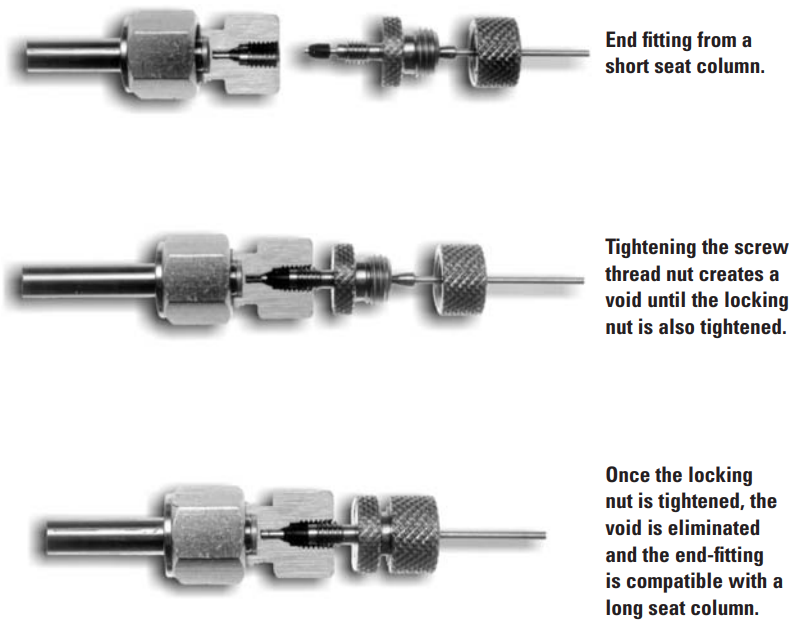 End fitting from a
short seat column.
Tightening the screw
thread nut creates a
void until the locking
nut is also tightened.
Once the locking
nut is tightened, the
void is eliminated
and the end-fitting
is compatible with a
long seat column.